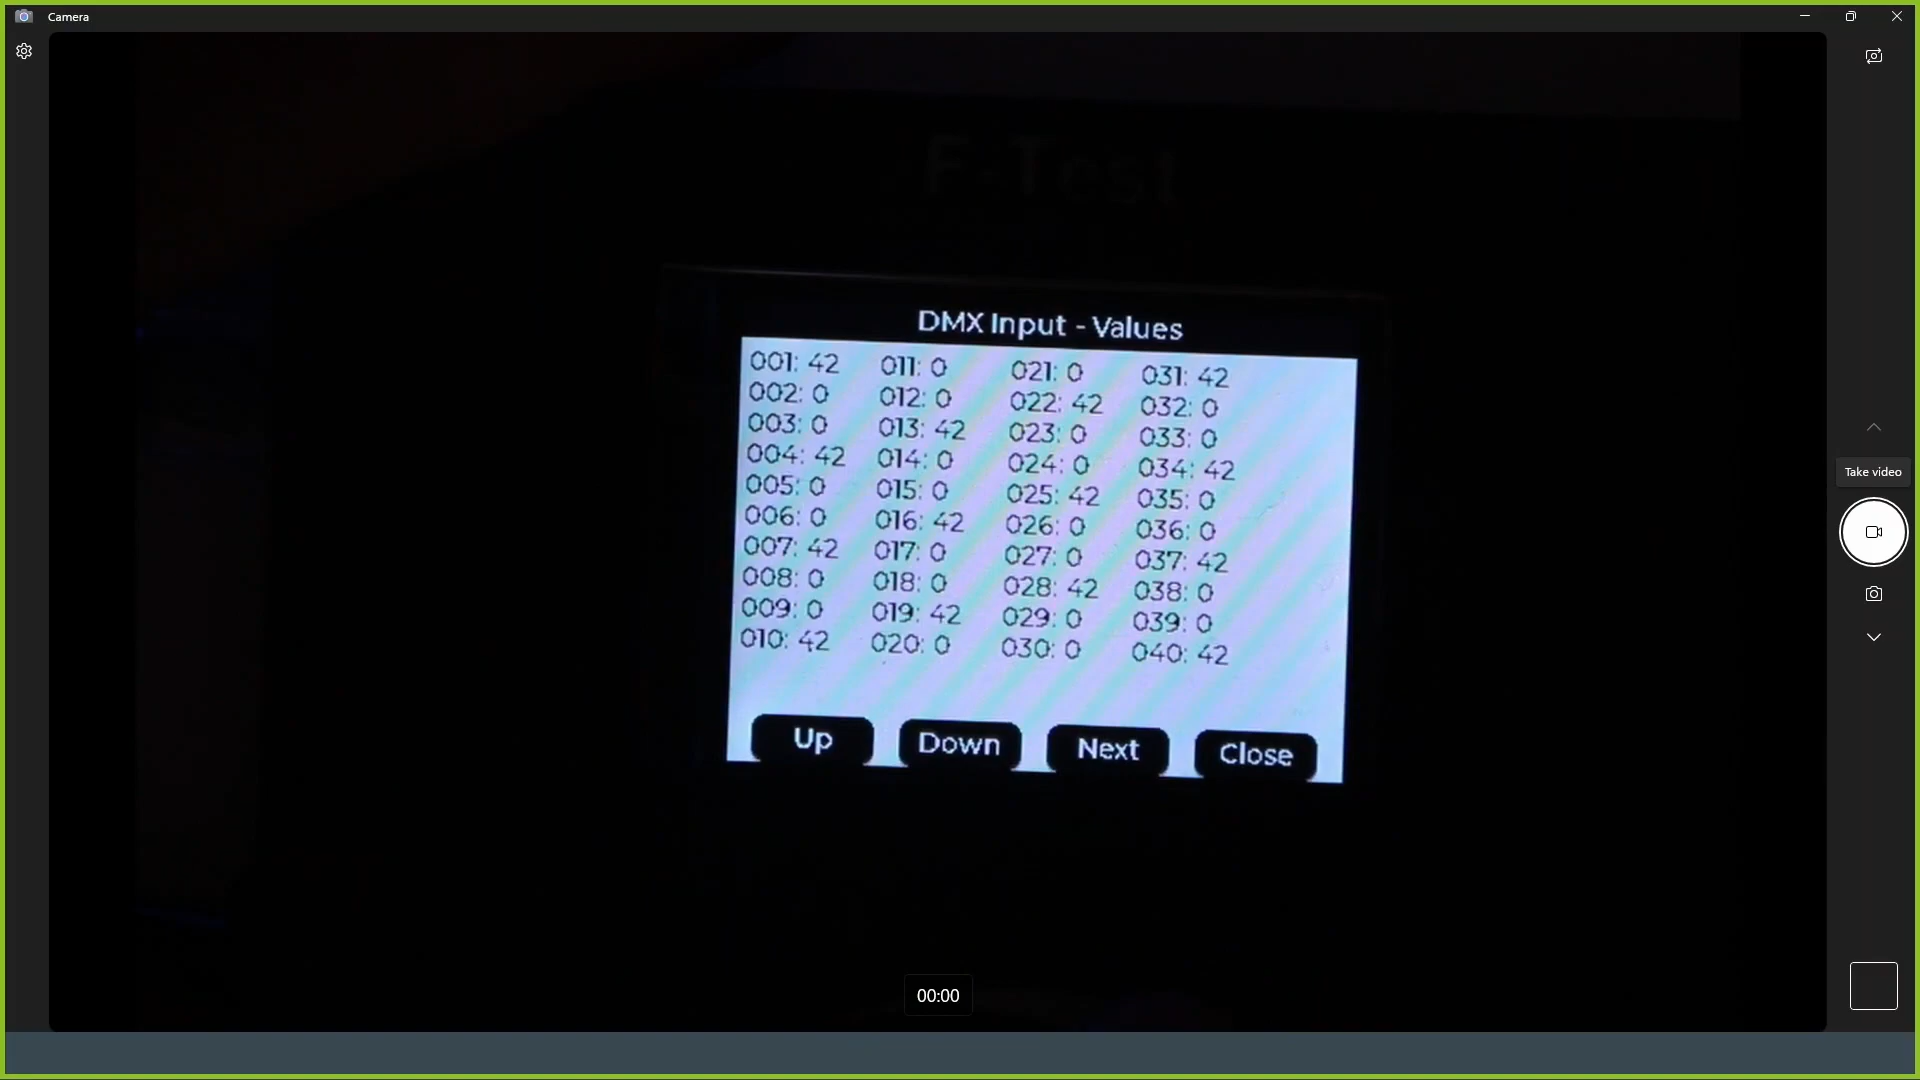 Camera
F-Test
DMX Input - Values
001: 42 011: 0 021: 0 031: 42
002: 0 012: 0 022: 42 032: 0
003: 0 013: 42 023: 0 033: 0
004: 42 014: 0 024: 0 034: 42
005: 0 015: 0 025: 42 035: 0
006: 0 016: 42 026: 0 036: 0
007: 42 017: 0 027: 0 037: 42
008: 0 018: 0 028: 42 038: 0
009: 0 019: 42 029: 0 039: 0
010: 42 020: 0 030: 0 040: 42
Up Down Next Close
Take video
00:00